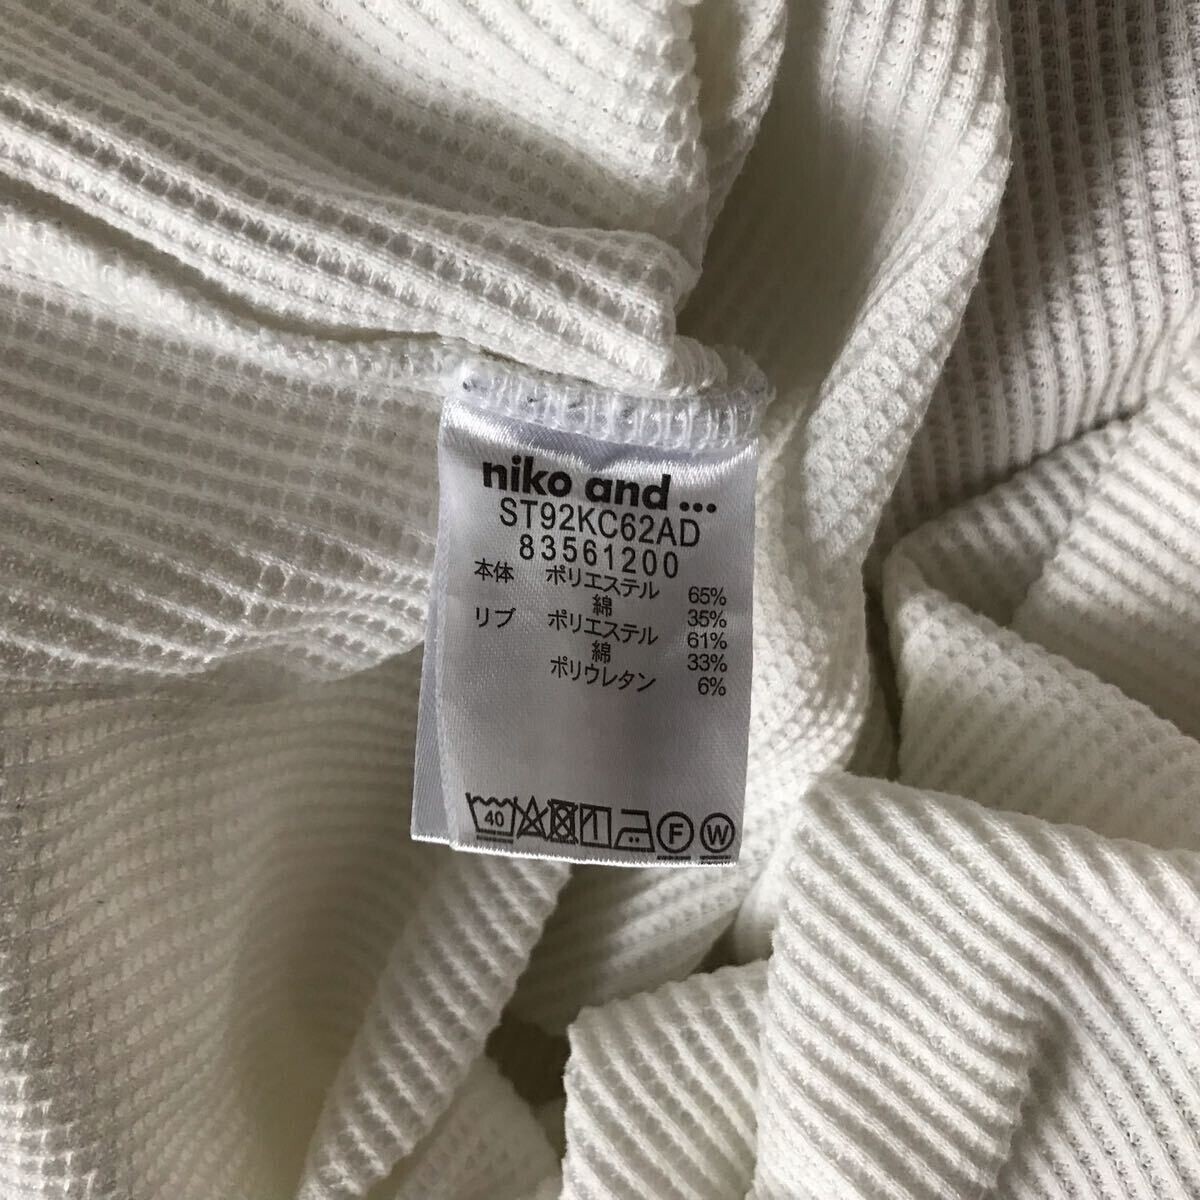 niko and ...
ST92KC62AD
83561200
本体 ポリエステル 65%
綿 35%
リブ ポリエステル 61%
綿 33%
ポリウレタン 6%
40 F W